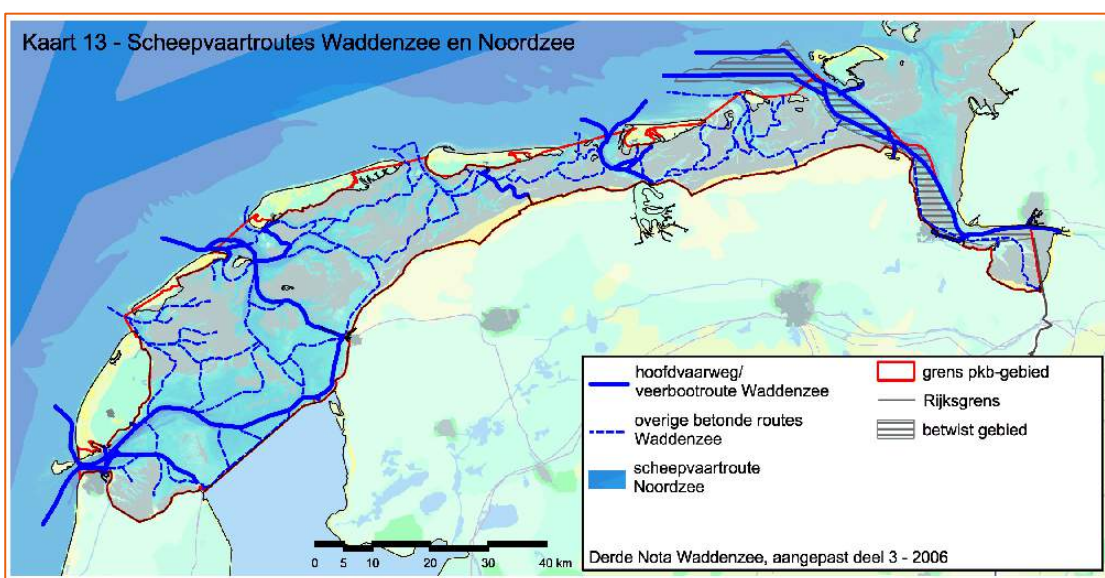 Kaart 13 - Scheepvaartroutes Waddenzee en Noordzee
hoofdvaarweg/
veerbootroute Waddenzee
overige betonde routes
Waddenzee
scheepvaartroute
Noordzee
grens pkb-gebied
Rijksgrens
betwist gebied
0 5 10 20 30 40 km
Derde Nota Waddenzee, aangepast deel 3 - 2006